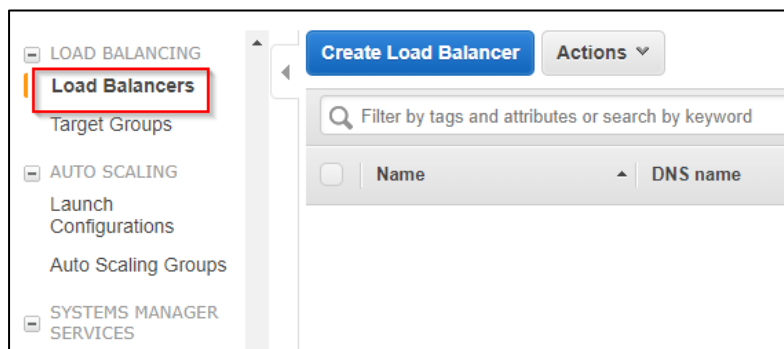 LOAD BALANCING
Load Balancers
Target Groups
AUTO SCALING
Launch
Configurations
Auto Scaling Groups
SYSTEMS MANAGER
SERVICES
Create Load Balancer
Actions
Filter by tags and attributes or search by keyword
Name
DNS name